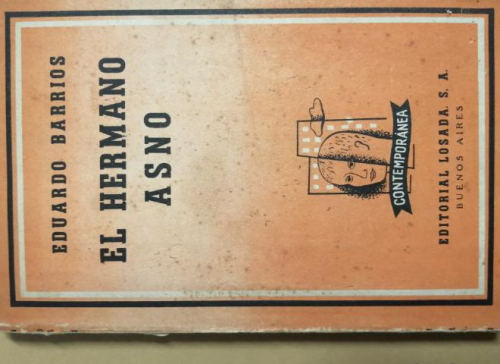 EDUARDO BARRIOS
EL HERMANO
ASNO
CONTEMPORÁNEA
EDITORIAL LOSADA, S. A.
BUENOS AIRES